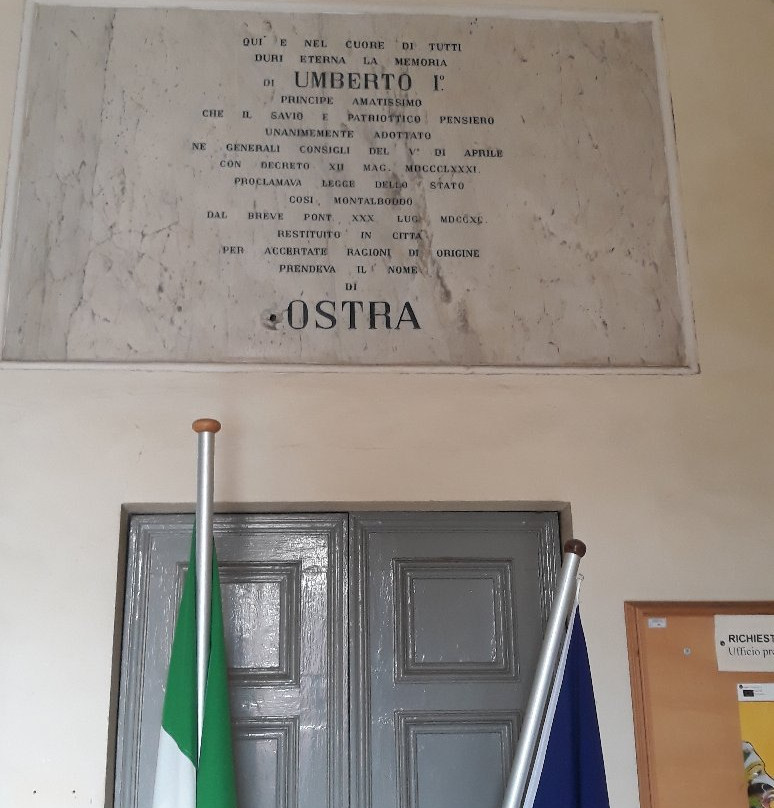 QUI E NEL CUORE DI TUTTI
DURI ETERNA LA MEMORIA
DI UMBERTO I°.
PRINCIPE AMATISSIMO
CHE IL SAVIO E PATRIOTTICO PENSIERO
UNANIMEMENTE ADOTTATO
NE GENERALI CONSIGLI DEL V° DI APRILE
CON DECRETO XII MAG. MDCCCLXXXI.
PROCLAMAVA LEGGE DELLO STATO
COSI MONTALBODDO
DAL BREVE PONT. XXX LUG. MDCCXC.
RESTITUITO IN CITTA
PER ACCERTATE RAGIONI DI ORIGINE
PRENDEVA IL NOME
DI
OSTRA
RICHIEST
Ufficio pr